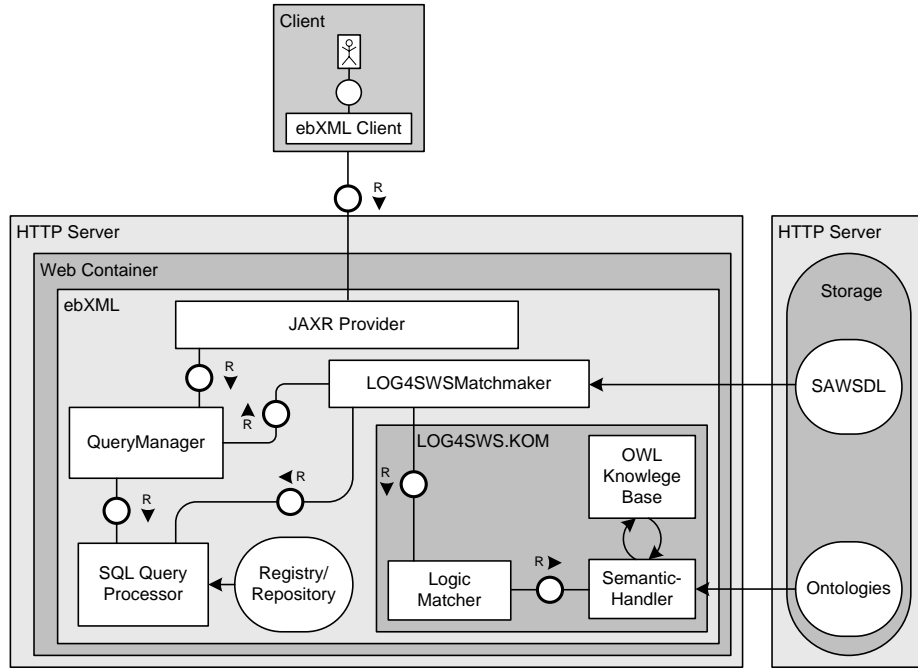 Client
ebXML Client
R
HTTP Server
HTTP Server
Web Container
Storage
ebXML
JAXR Provider
R
LOG4SWSMatchmaker
SAWSDL
R
QueryManager
LOG4SWS.KOM
OWL
Knowlege
Base
R
R
R
SQL Query
Processor
Registry/
Repository
Logic
Matcher
R
Semantic-
Handler
Ontologies